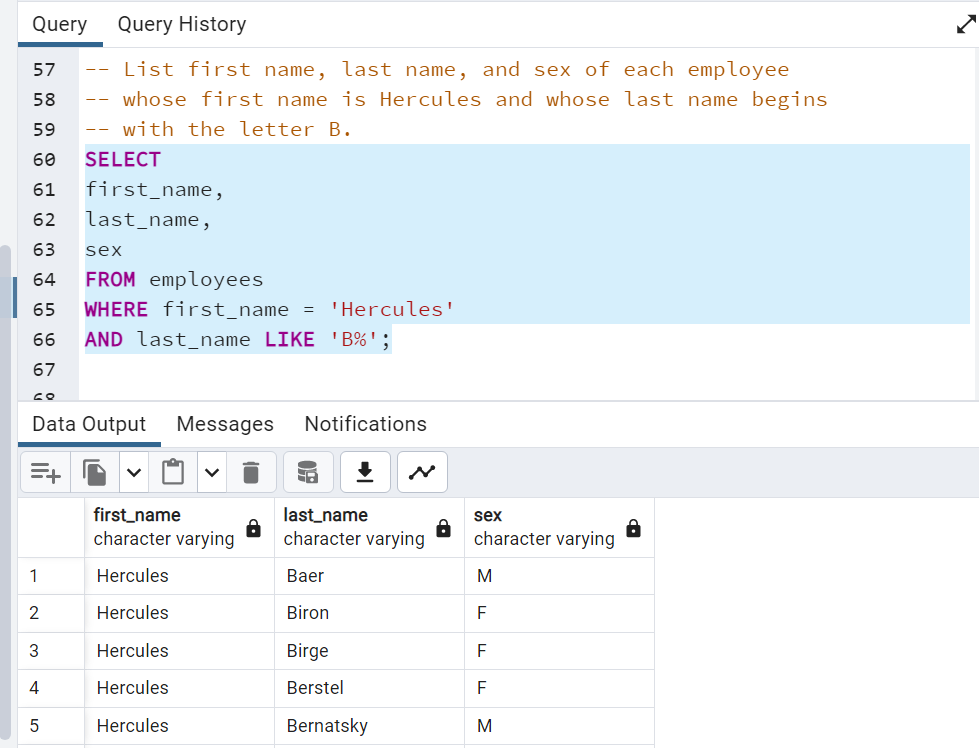 Query Query History
57 -- List first name, last name, and sex of each employee
58 -- whose first name is Hercules and whose last name begins
59 -- with the letter B.
60 SELECT
61 first_name,
62 last_name,
63 sex
64 FROM employees
65 WHERE first_name = 'Hercules'
66 AND last_name LIKE 'B%';
67
68
Data Output Messages Notifications
first_name last_name sex
character varying character varying character varying
1 Hercules Baer M
2 Hercules Biron F
3 Hercules Birge F
4 Hercules Berstel F
5 Hercules Bernatsky M